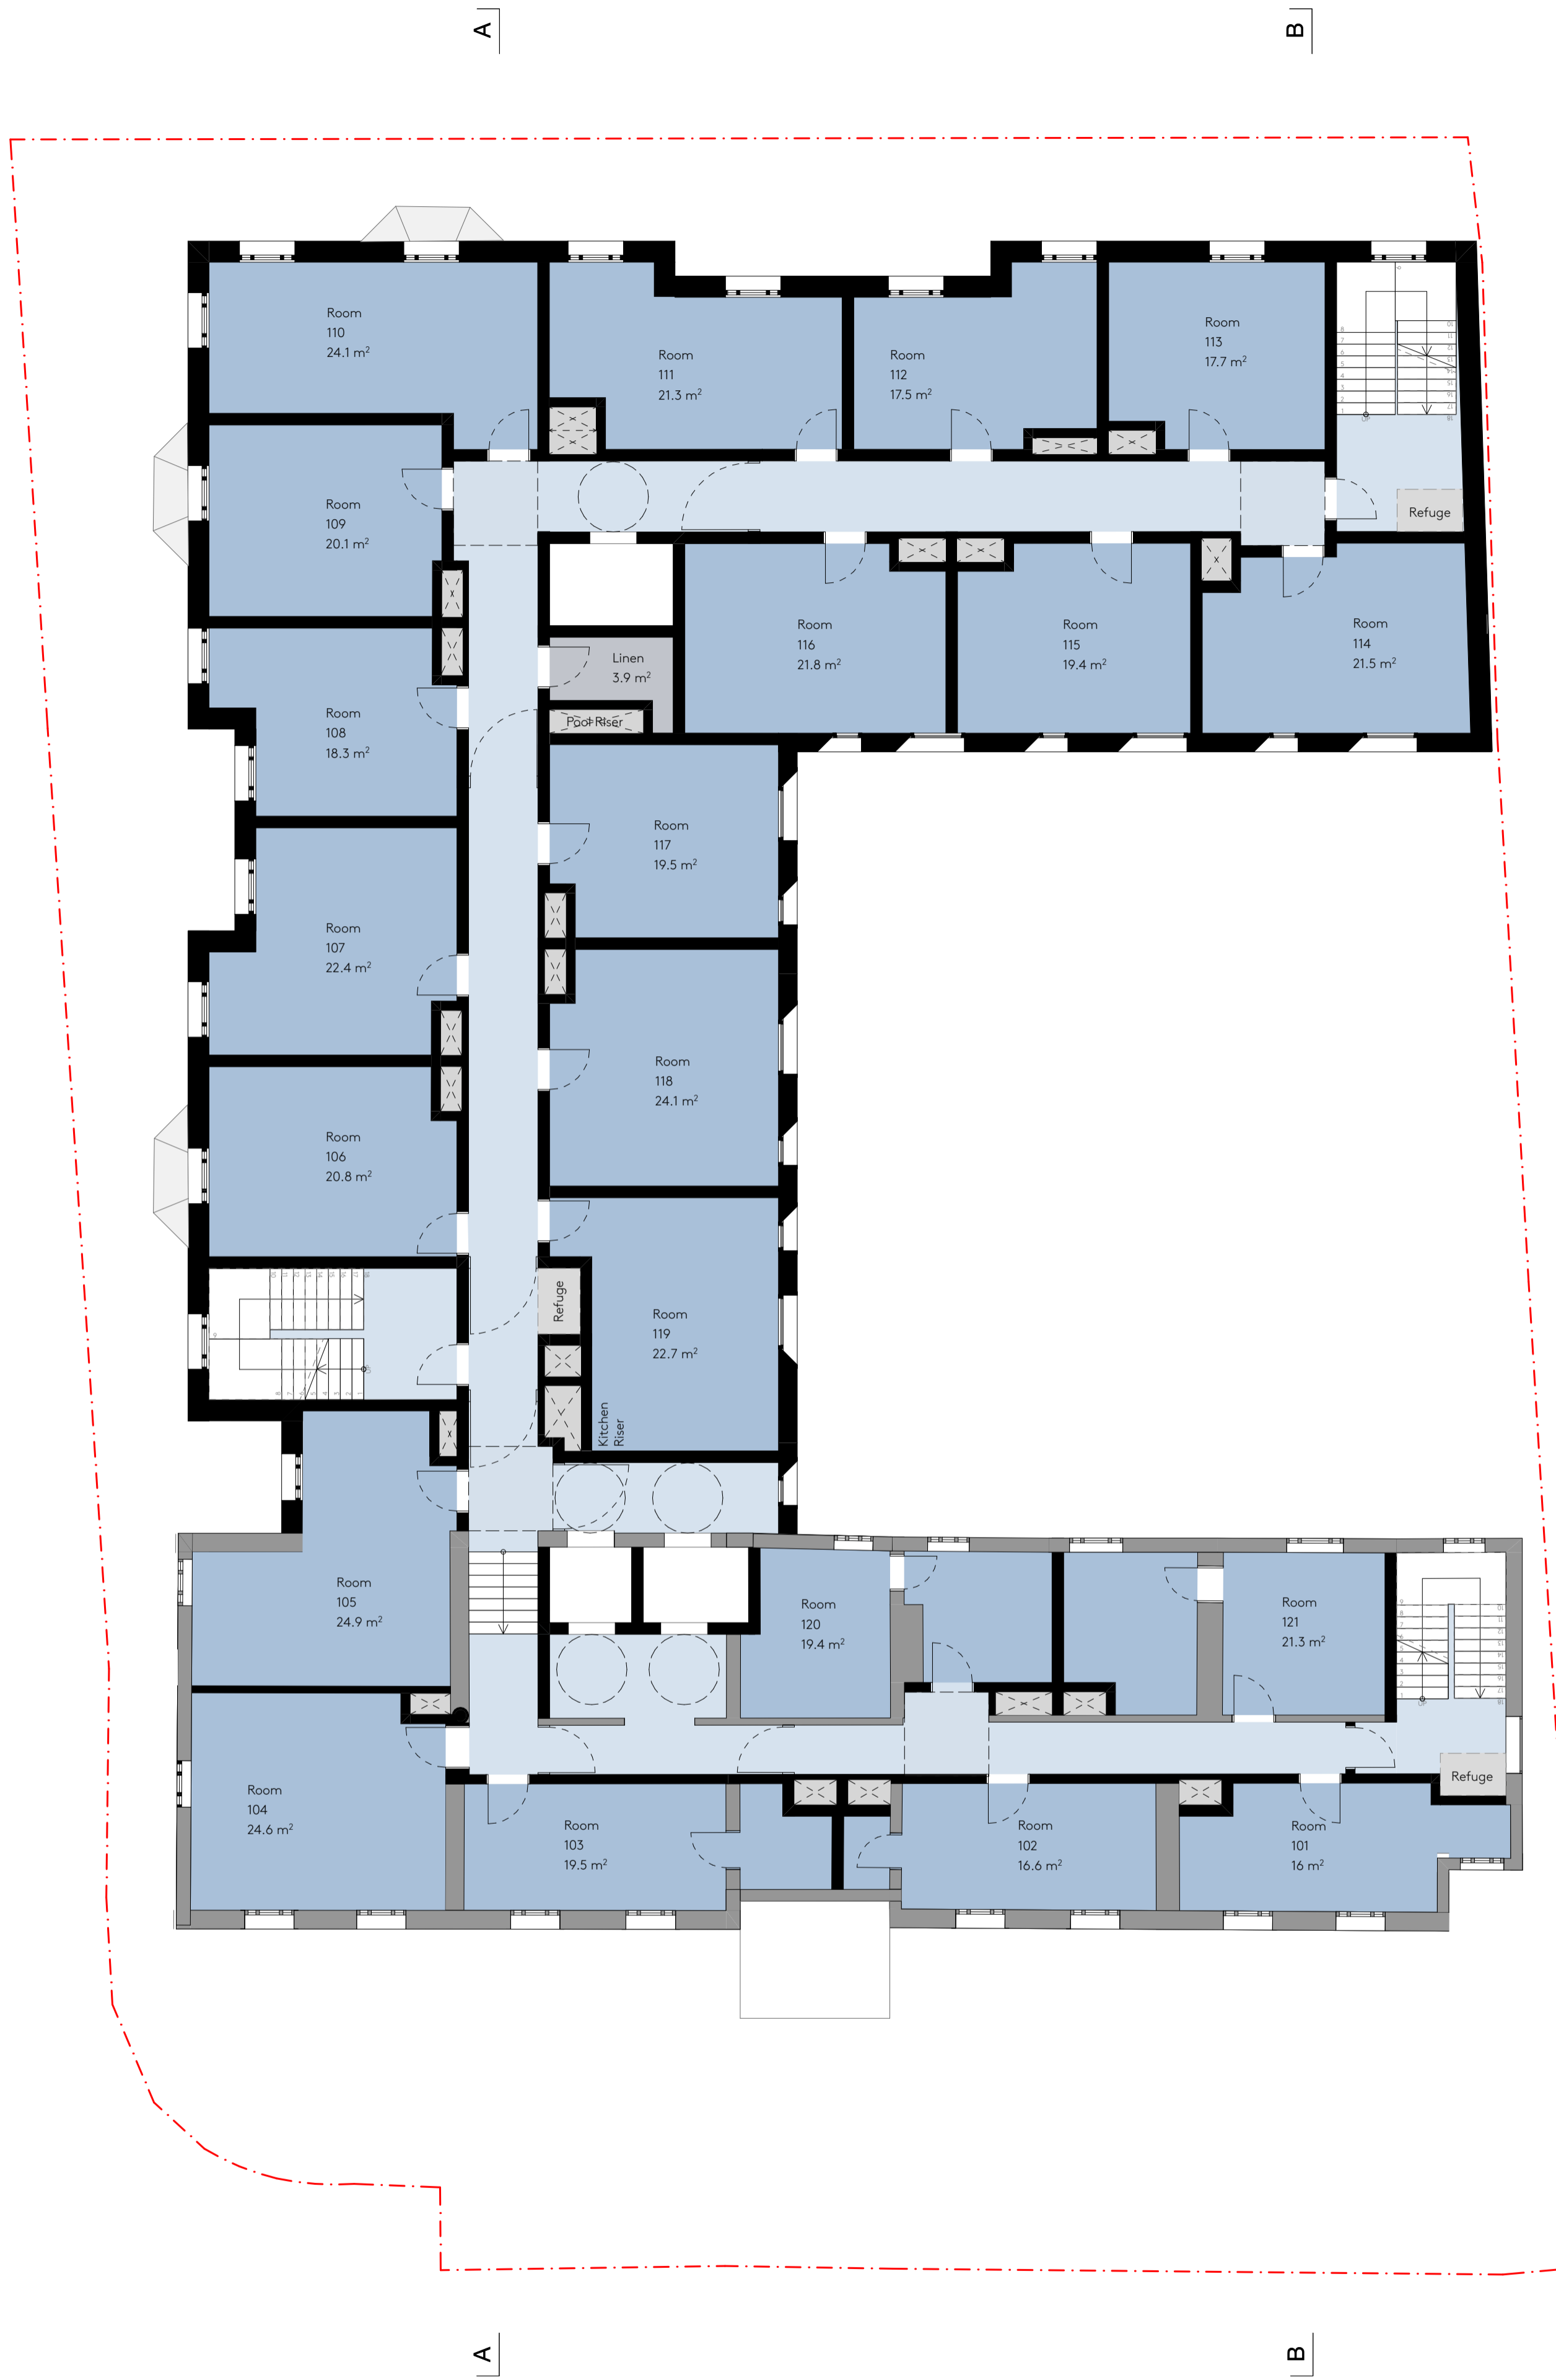 A
B
Room
110
24.1 m²
Room
111
21.3 m²
Room
112
17.5 m²
Room
113
17.7 m²
Refuge
Room
109
20.1 m²
Room
116
21.8 m²
Room
115
19.4 m²
Room
114
21.5 m²
Linen
3.9 m²
Pool Riser
Room
108
18.3 m²
Room
117
19.5 m²
Room
107
22.4 m²
Room
118
24.1 m²
Room
106
20.8 m²
Refuge
Room
119
22.7 m²
Kitchen
Riser
Room
105
24.9 m²
Room
120
19.4 m²
Room
121
21.3 m²
Refuge
Room
104
24.6 m²
Room
103
19.5 m²
Room
102
16.6 m²
Room
101
16 m²
A
B